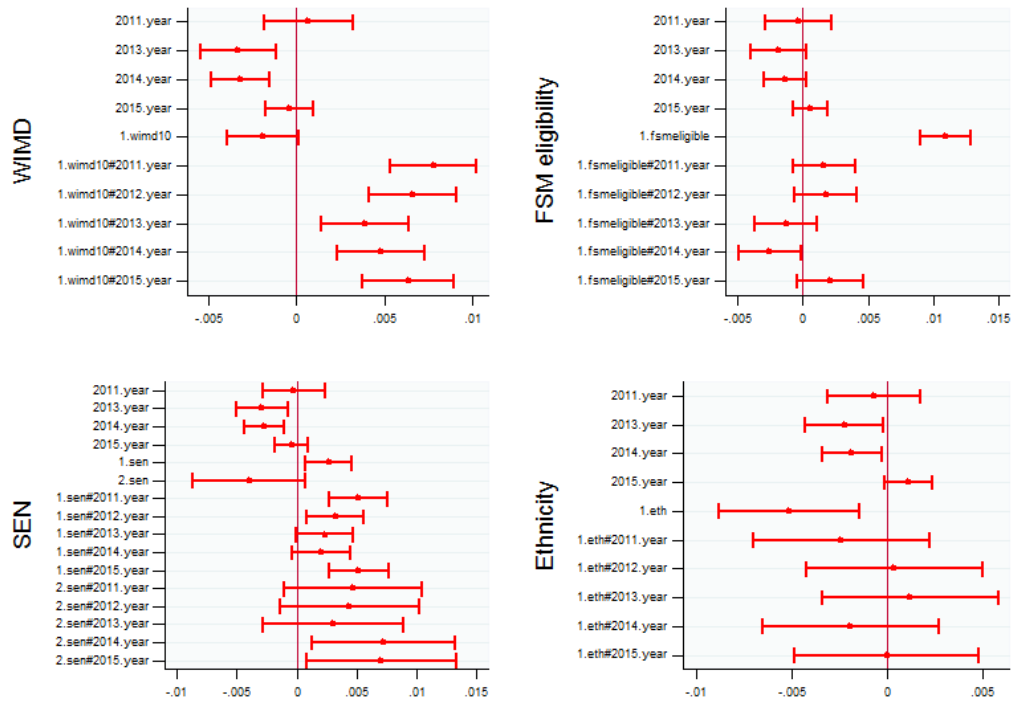 WIMD
2011.year
2013.year
2014.year
2015.year
1.wimd10
1.wimd10#2011.year
1.wimd10#2012.year
1.wimd10#2013.year
1.wimd10#2014.year
1.wimd10#2015.year
-.005 0 .005 .01
FSM eligibility
2011.year
2013.year
2014.year
2015.year
1.fsmeligible
1.fsmeligible#2011.year
1.fsmeligible#2012.year
1.fsmeligible#2013.year
1.fsmeligible#2014.year
1.fsmeligible#2015.year
-.005 0 .005 .01 .015
SEN
2011.year
2013.year
2014.year
2015.year
1.sen
2.sen
1.sen#2011.year
1.sen#2012.year
1.sen#2013.year
1.sen#2014.year
1.sen#2015.year
2.sen#2011.year
2.sen#2012.year
2.sen#2013.year
2.sen#2014.year
2.sen#2015.year
-.01 -.005 0 .005 .01 .015
Ethnicity
2011.year
2013.year
2014.year
2015.year
1.eth
1.eth#2011.year
1.eth#2012.year
1.eth#2013.year
1.eth#2014.year
1.eth#2015.year
-.01 -.005 0 .005